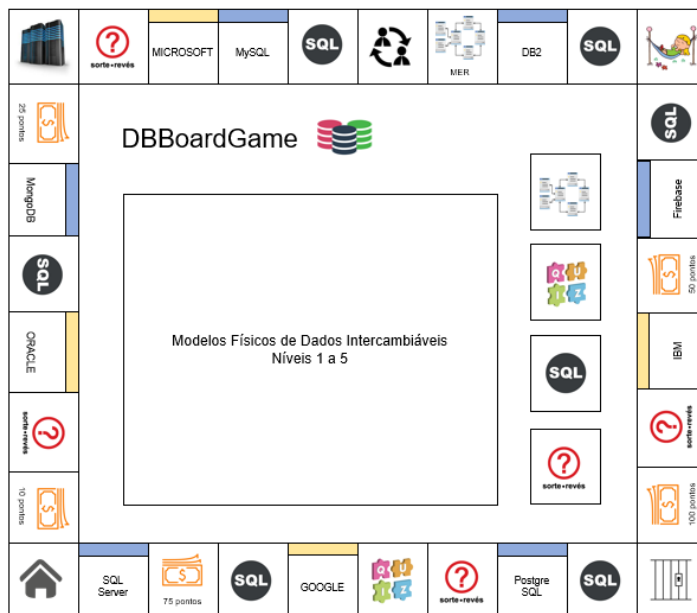 sorte•revés
MICROSOFT
MySQL
SQL
MER
DB2
SQL
25 pontos
DBBoardGame
SQL
MongoDB
Firebase
SQL
QUIZ
50 pontos
ORACLE
Modelos Físicos de Dados Intercambiáveis
Níveis 1 a 5
SQL
IBM
sorte•revés
sorte•revés
sorte•revés
10 pontos
100 pontos
SQL
Server
75 pontos
SQL
GOOGLE
QUIZ
sorte•revés
Postgre
SQL
SQL